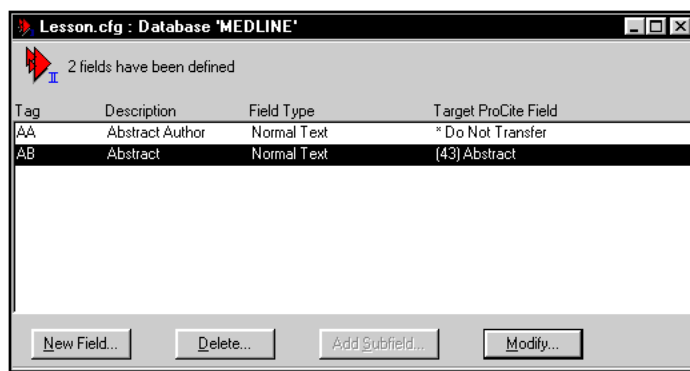 Lesson.cfg : Database 'MEDLINE'
II 2 fields have been defined
Tag Description Field Type Target ProCite Field
AA Abstract Author Normal Text * Do Not Transfer
AB Abstract Normal Text (43) Abstract
New Field... Delete... Add Subfield... Modify...